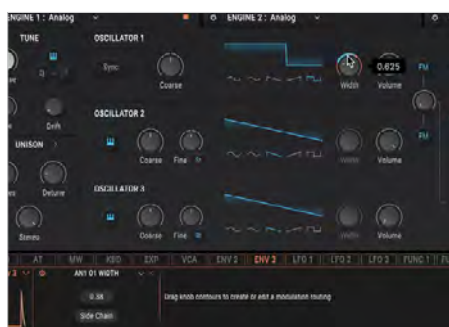 ENGINE 1 : Analog
ENGINE 2 : Analog
TUNE
OSCILLATOR 1
Sync
Coarse
0.625
Width
Volume
FM
Drift
OSCILLATOR 2
UNISON
Coarse
Fine
Width
Volume
FM
Detune
OSCILLATOR 3
Stereo
Coarse
Fine
Width
Volume
AT MW KBD EXP VCA ENV 2 ENV 3 LFO 1 LFO 2 LFO 3 FUNC 1
AN1 O1 WIDTH
0.38
Drag knob contours to create or edit a modulation routing
Side Chain